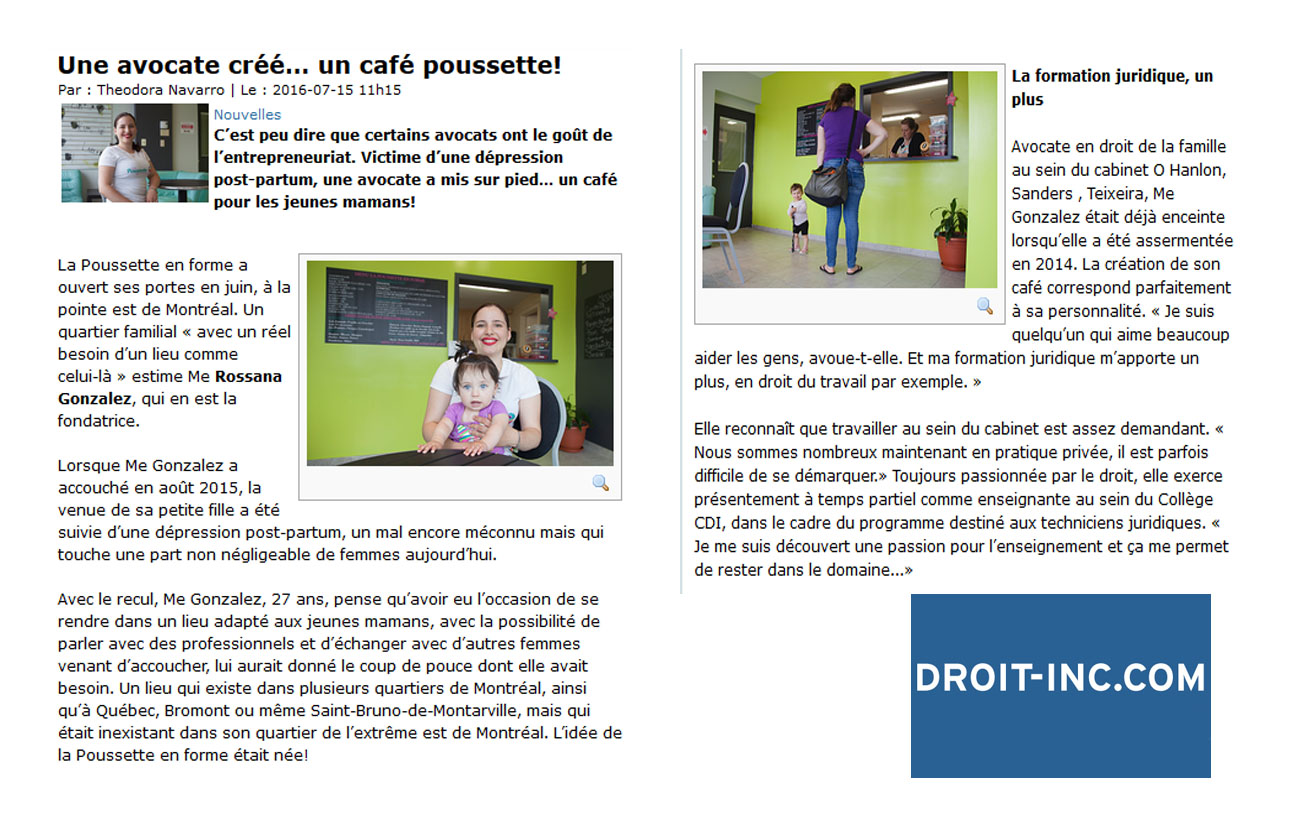 Une avocate créé... un café poussette!
Par : Theodora Navarro | Le : 2016-07-15 11h15
Nouvelles
C’est peu dire que certains avocats ont le goût de
l’entrepreneuriat. Victime d’une dépression
post-partum, une avocate a mis sur pied... un café
pour les jeunes mamans!
La Poussette en forme a
ouvert ses portes en juin, à la
pointe est de Montréal. Un
quartier familial « avec un réel
besoin d’un lieu comme
celui-là » estime Me Rossana
Gonzalez, qui en est la
fondatrice.
Lorsque Me Gonzalez a
accouché en août 2015, la
venue de sa petite fille a été
suivie d’une dépression post-partum, un mal encore méconnu mais qui
touche une part non négligeable de femmes aujourd’hui.
Avec le recul, Me Gonzalez, 27 ans, pense qu’avoir eu l’occasion de se
rendre dans un lieu adapté aux jeunes mamans, avec la possibilité de
parler avec des professionnels et d’échanger avec d’autres femmes
venant d’accoucher, lui aurait donné le coup de pouce dont elle avait
besoin. Un lieu qui existe dans plusieurs quartiers de Montréal, ainsi
qu’à Québec, Bromont ou même Saint-Bruno-de-Montarville, mais qui
était inexistant dans son quartier de l’extrême est de Montréal. L’idée de
la Poussette en forme était née!
La formation juridique, un
plus
Avocate en droit de la famille
au sein du cabinet O Hanlon,
Sanders , Teixeira, Me
Gonzalez était déjà enceinte
lorsqu’elle a été assermentée
en 2014. La création de son
café correspond parfaitement
à sa personnalité. « Je suis
quelqu’un qui aime beaucoup
aider les gens, avoue-t-elle. Et ma formation juridique m’apporte un
plus, en droit du travail par exemple. »
Elle reconnaît que travailler au sein du cabinet est assez demandant. «
Nous sommes nombreux maintenant en pratique privée, il est parfois
difficile de se démarquer.» Toujours passionnée par le droit, elle exerce
présentement à temps partiel comme enseignante au sein du Collège
CDI, dans le cadre du programme destiné aux techniciens juridiques. «
Je me suis découvert une passion pour l’enseignement et ça me permet
de rester dans le domaine...»
DROIT-INC.COM